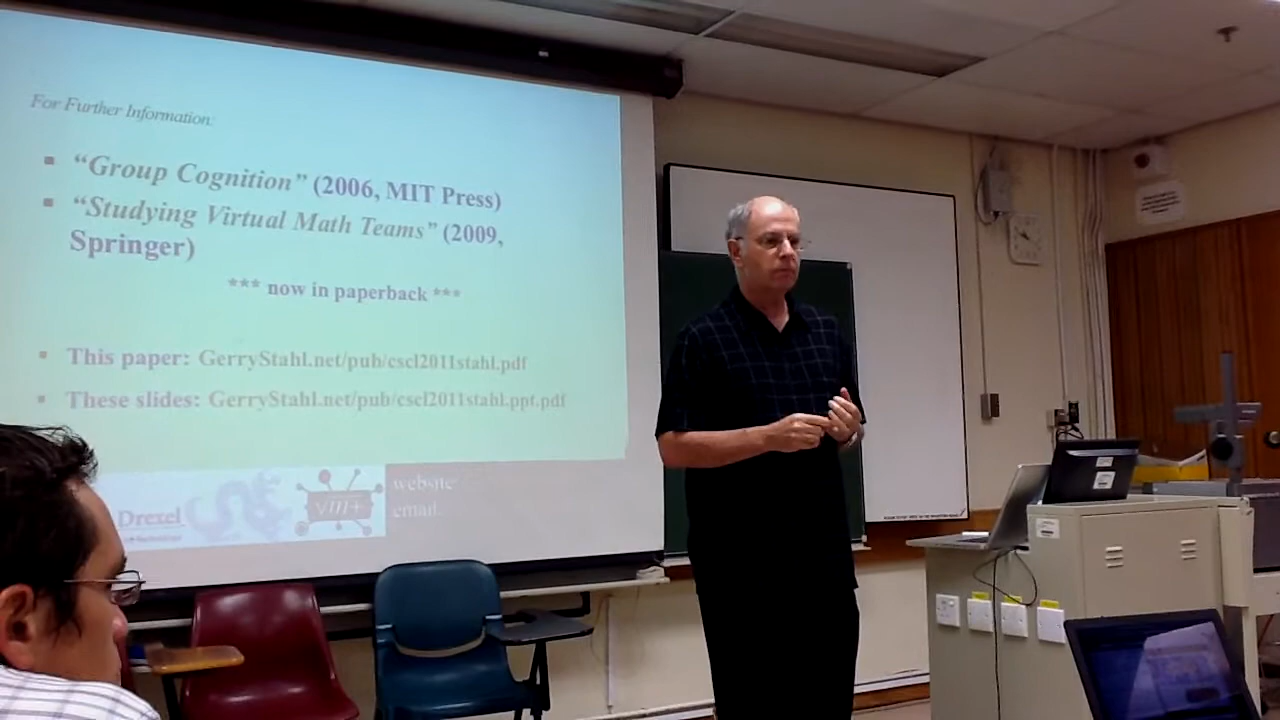 For Further Information:
“Group Cognition” (2006, MIT Press)
“Studying Virtual Math Teams” (2009,
Springer)
*** now in paperback ***
This paper: GerryStahl.net/pub/cscl2011stahl.pdf
These slides: GerryStahl.net/pub/cscl2011stahl.ppt.pdf
Drexel
website
email